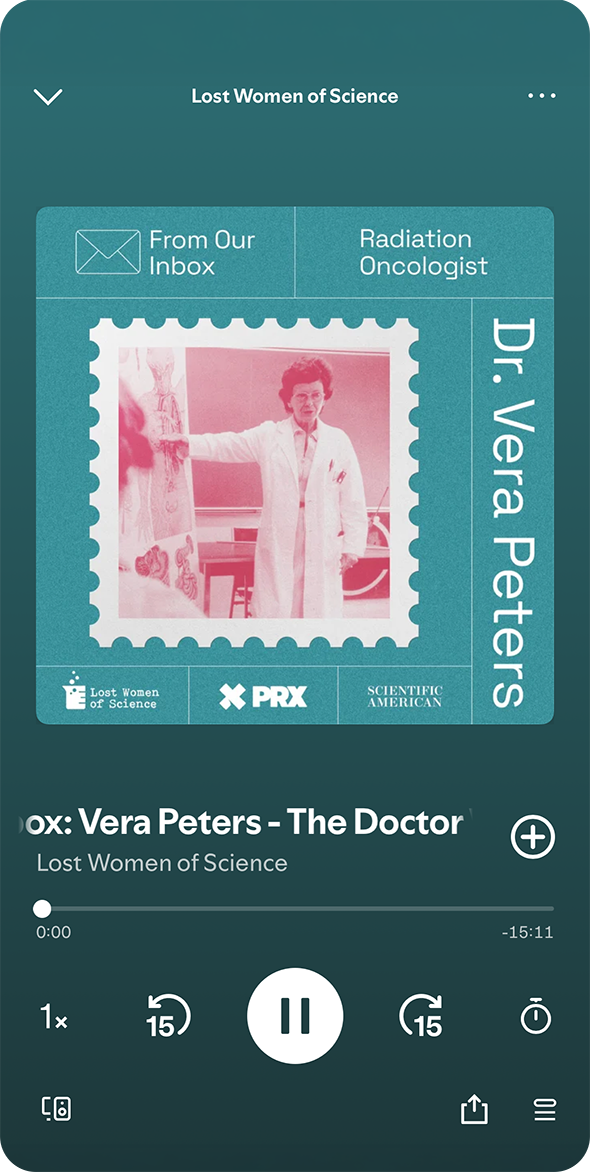 Lost Women of Science
From Our
Inbox
Radiation
Oncologist
Dr. Vera Peters
Lost Women
of Science
PRX
SCIENTIFIC
AMERICAN
ox: Vera Peters - The Doctor
Lost Women of Science
0:00
-15:11
1×
15
15